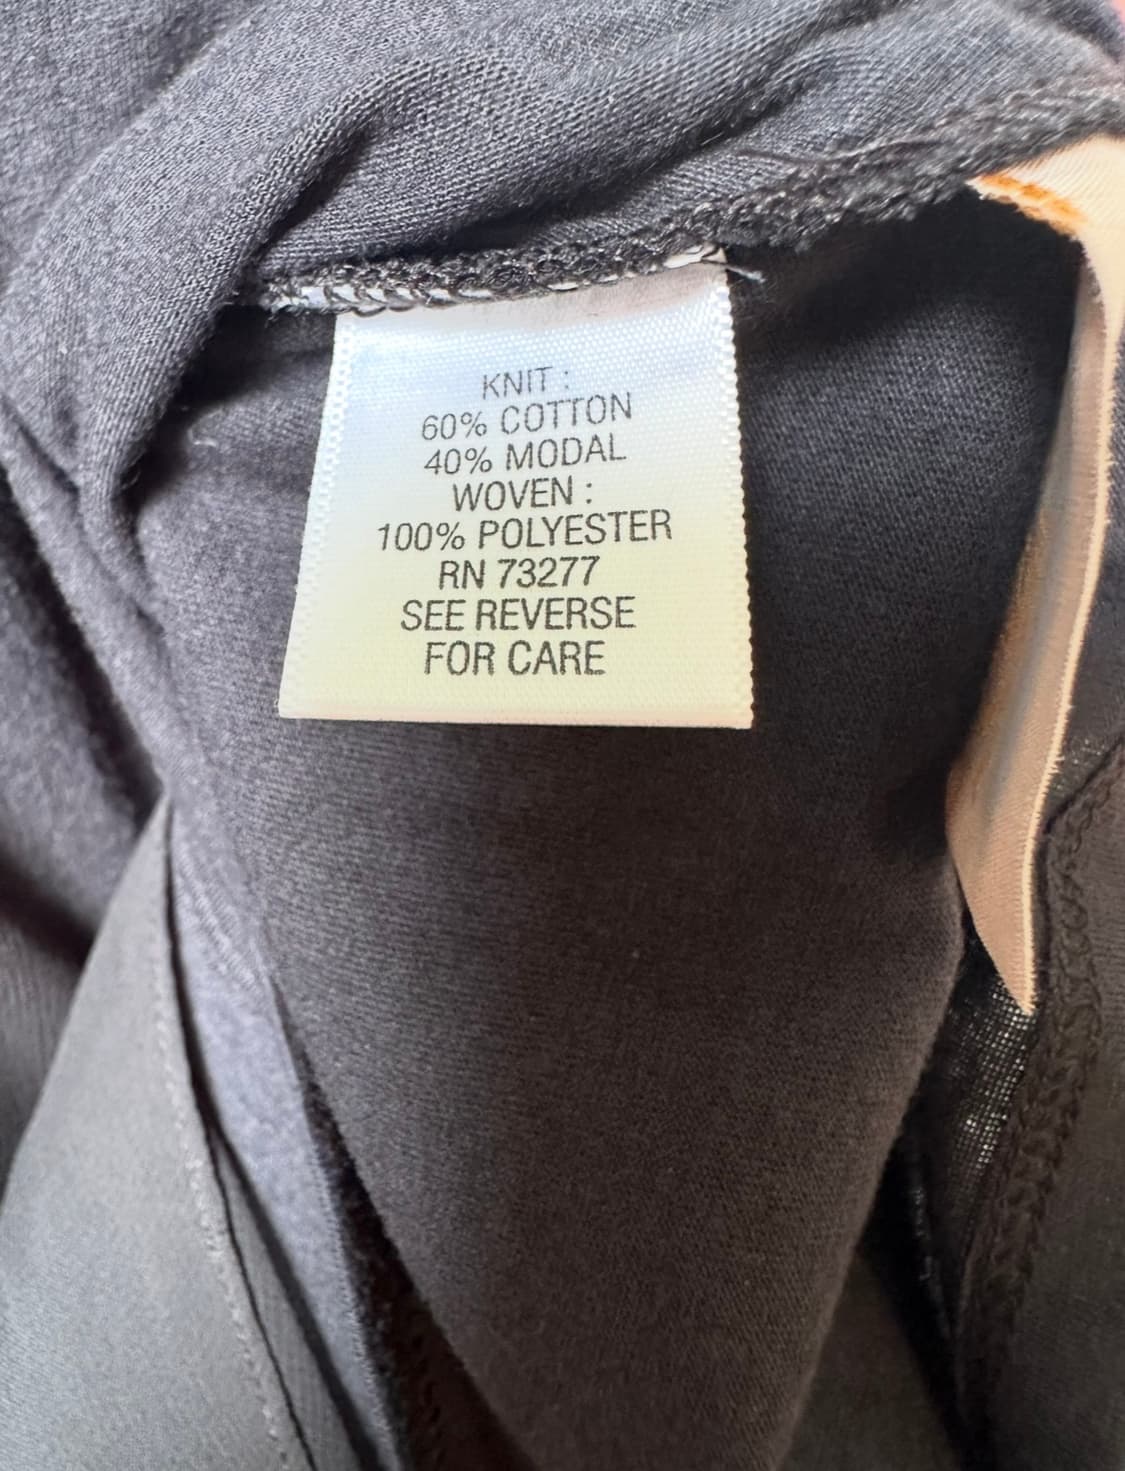 KNIT :
60% COTTON
40% MODAL
WOVEN :
100% POLYESTER
RN 73277
SEE REVERSE
FOR CARE